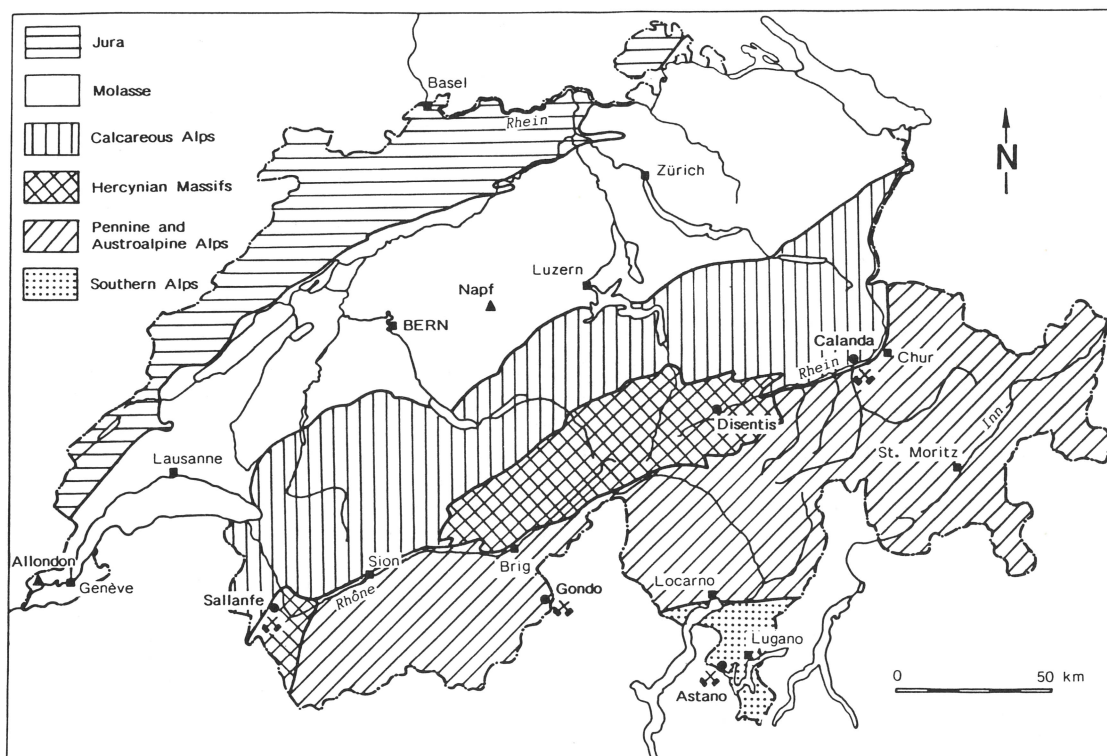 Jura
Molasse
Calcareous Alps
Hercynian Massifs
Pennine and
Austroalpine Alps
Southern Alps
Basel
Rhein
Zürich
N
Luzern
Napf
BERN
Calanda
Rhein
Chur
Disentis
Inn
St. Moritz
Lausanne
Allondon
Genève
Sion
Brig
Rhône
Sallanfe
Gondo
Locarno
Lugano
Astano
0 50 km